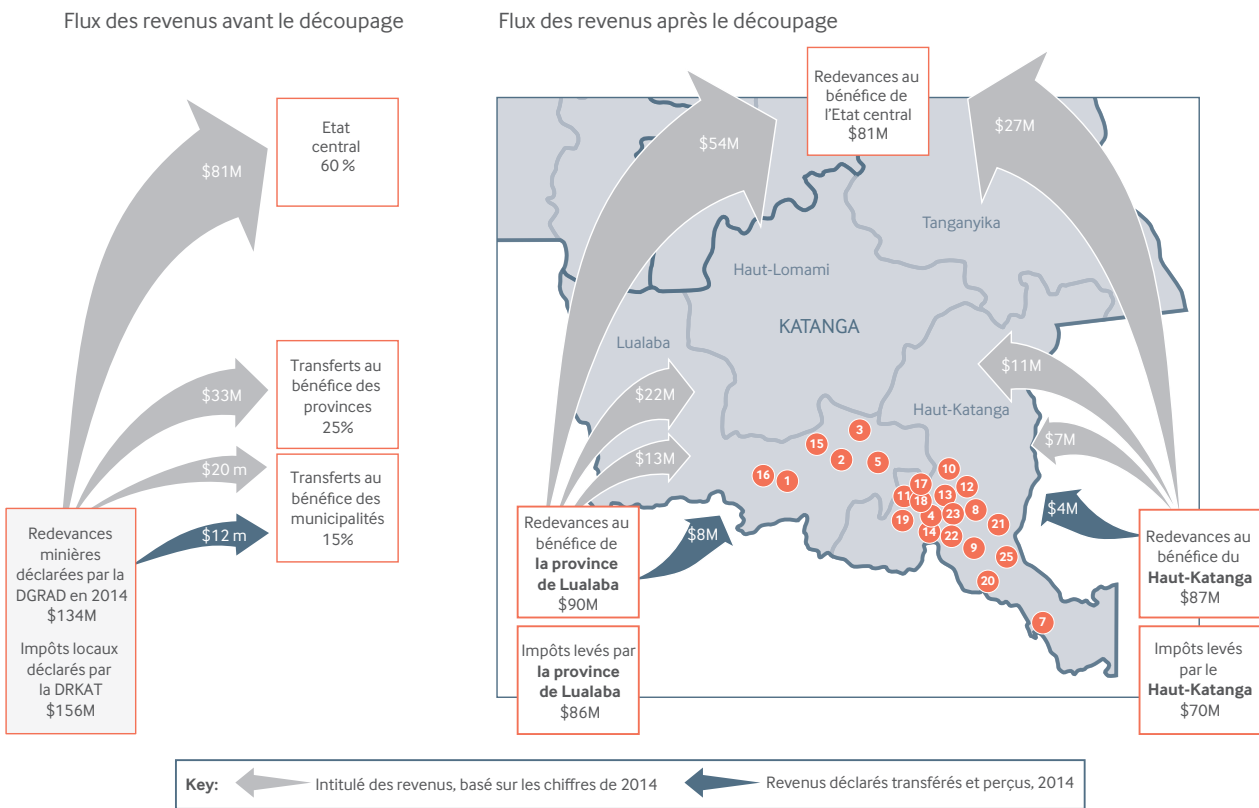 Flux des revenus avant le découpage
$81M
Etat
central
60 %
$33M
Transferts au
bénéfice des
provinces
25%
$20 m
Transferts au
bénéfice des
municipalités
15%
$12 m
Redevances
minières
déclarées par la
DGRAD en 2014
$134M
Impôts locaux
déclarés par
la DRKAT
$156M
Flux des revenus après le découpage
Redevances au
bénéfice de
l'Etat central
$81M
$54M
$27M
Tanganyika
Haut-Lomami
KATANGA
Lualaba
Haut-Katanga
$22M
$13M
$8M
$11M
$7M
$4M
3
15
2
5
16
1
10
17
12
11
18
13
8
19
4
23
21
14
22
9
25
20
7
Redevances au
bénéfice de
la province
de Lualaba
$90M
Impôts levés par
la province
de Lualaba
$86M
Redevances au
bénéfice du
Haut-Katanga
$87M
Impôts levés
par le
Haut-Katanga
$70M
Key: Intitulé des revenus, basé sur les chiffres de 2014 Revenus déclarés transférés et perçus, 2014